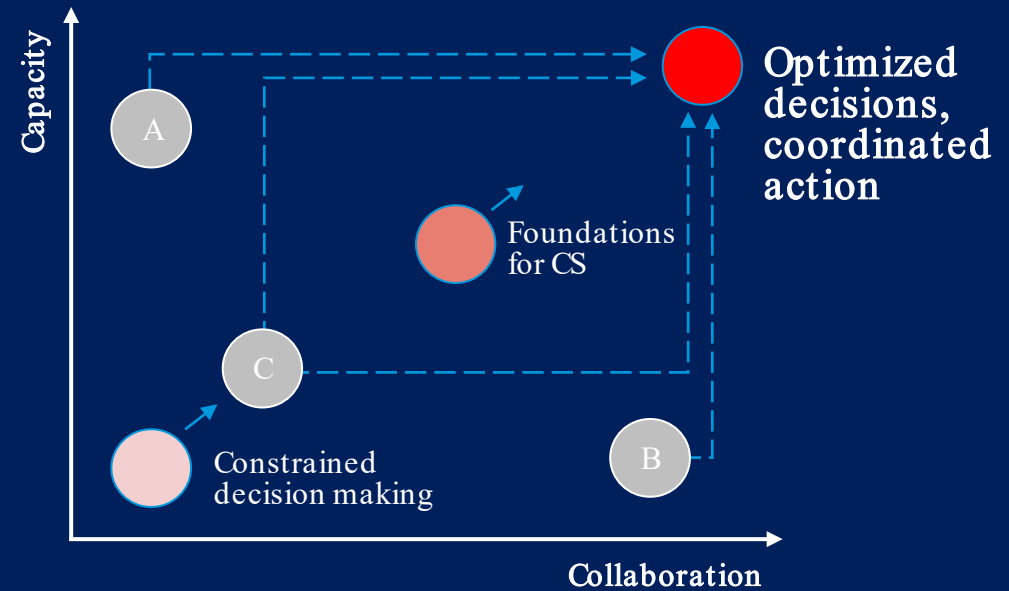 Capacity
A
Optimized
decisions,
coordinated
action
Foundations
for CS
C
B
Constrained
decision making
Collaboration